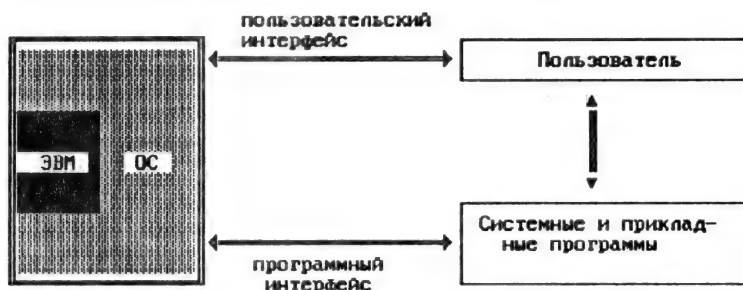 пользовательский
интерфейс
Пользователь
ЭВМ ОС
Системные и приклад-
ные программы
программный
интерфейс